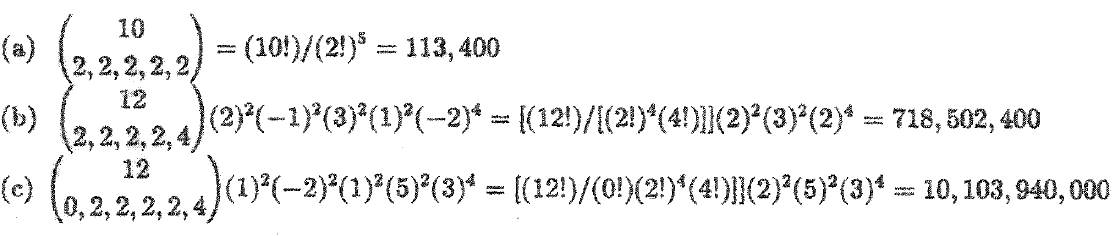 (a) \binom{10}{2,2,2,2,2} = (10!)/(2!)^5 = 113,400
(b) \binom{12}{2,2,2,2,4}(2)^2(-1)^2(3)^2(1)^2(-2)^4 = [(12!)/[(2!)^4(4!)]](2)^2(3)^2(2)^4 = 718,502,400
(c) \binom{12}{0,2,2,2,2,4}(1)^2(-2)^2(1)^2(5)^2(3)^4 = [(12!)/(0!)(2!)^4(4!)]](2)^2(5)^2(3)^4 = 10,103,940,000